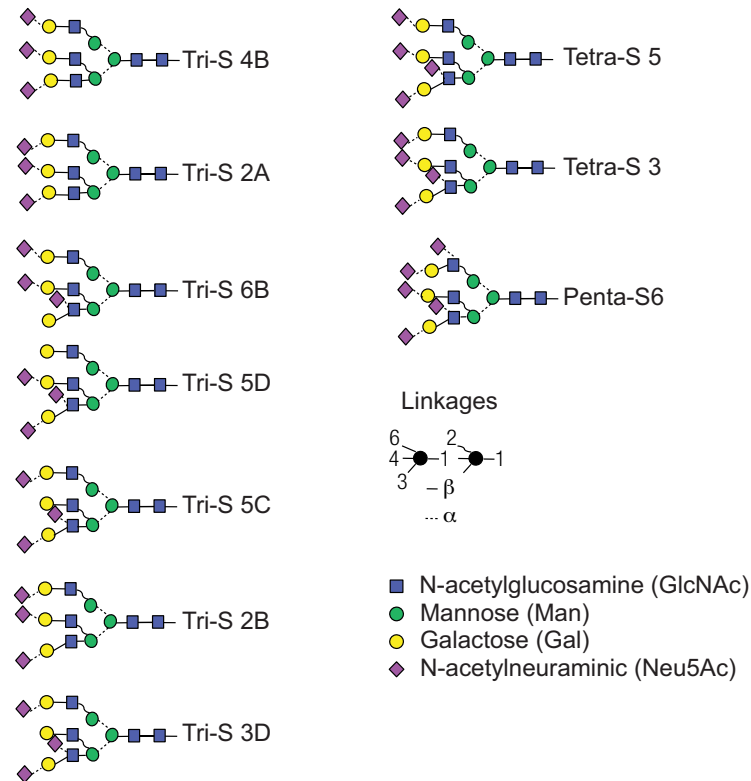 Tri-S 4B
Tri-S 2A
Tri-S 6B
Tri-S 5D
Tri-S 5C
Tri-S 2B
Tri-S 3D
Tetra-S 5
Tetra-S 3
Penta-S6
Linkages
6 2
4 1 1
3
– β
... α
N-acetylglucosamine (GlcNAc)
Mannose (Man)
Galactose (Gal)
N-acetylneuraminic (Neu5Ac)